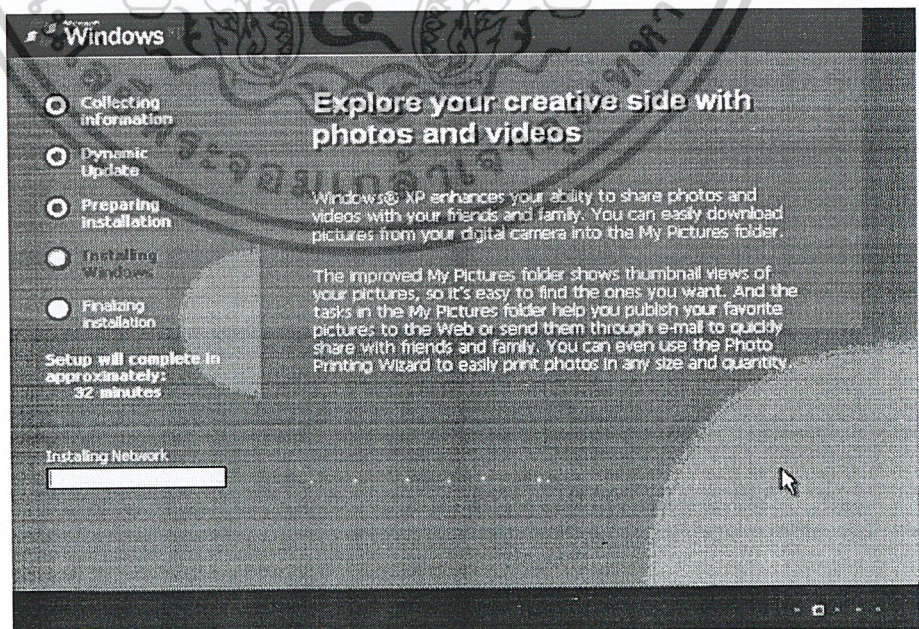 Microsoft
Windows
Collecting
information
Dynamic
Update
Preparing
installation
Installing
Windows
Finalizing
installation
Setup will complete in
approximately:
32 minutes
Installing Network
Explore your creative side with
photos and videos
Windows® XP enhances your ability to share photos and
videos with your friends and family. You can easily download
pictures from your digital camera into the My Pictures folder.
The improved My Pictures folder shows thumbnail views of
your pictures, so it's easy to find the ones you want. And the
tasks in the My Pictures folder help you publish your favorite
pictures to the Web or send them through e-mail to quickly
share with friends and family. You can even use the Photo
Printing Wizard to easily print photos in any size and quantity